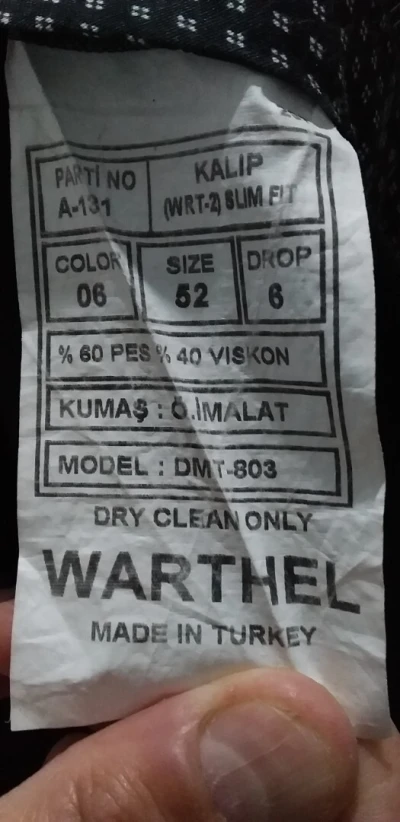 PARTİ NO
A-131
KALIP
(WRT-2) SLIM FIT
COLOR
06
SIZE
52
DROP
6
% 60 PES % 40 VISKON
KUMAŞ : Ö.İMALAT
MODEL : DMT-803
DRY CLEAN ONLY
WARTHEL
MADE IN TURKEY